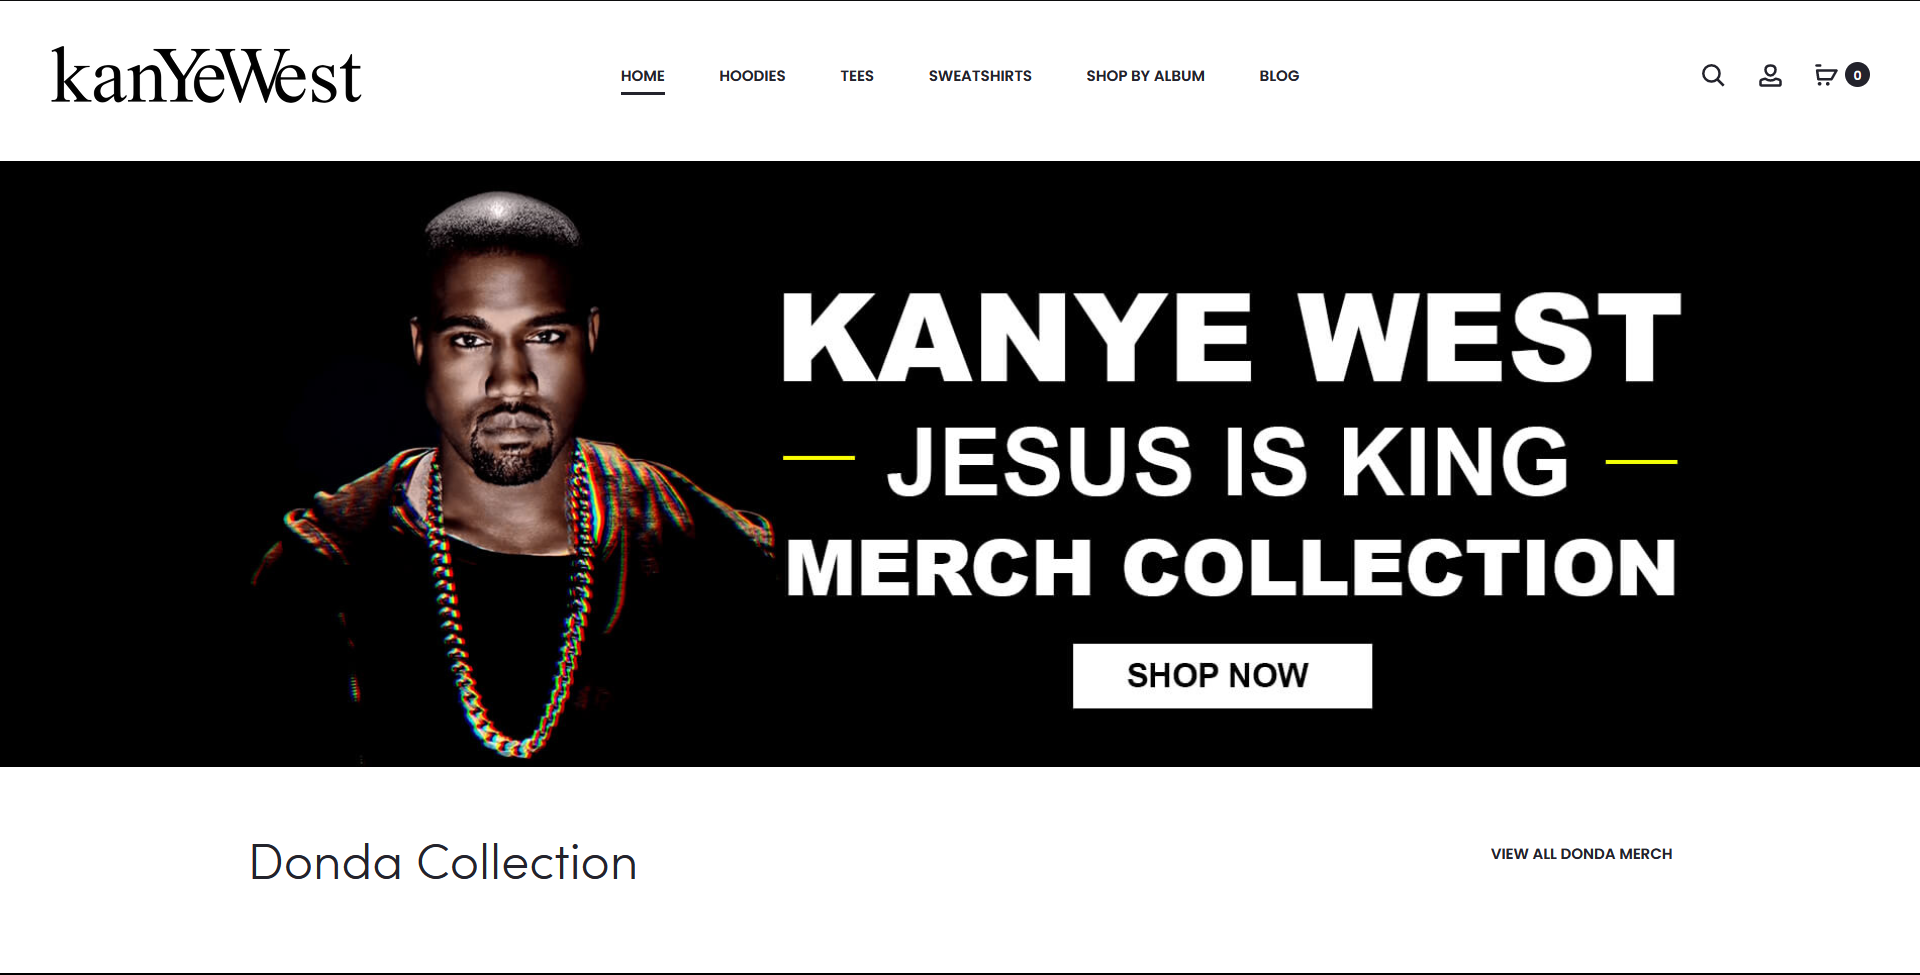 kanYeWest
HOME HOODIES TEES SWEATSHIRTS SHOP BY ALBUM BLOG
0
KANYE WEST
JESUS IS KING
MERCH COLLECTION
SHOP NOW
Donda Collection
VIEW ALL DONDA MERCH